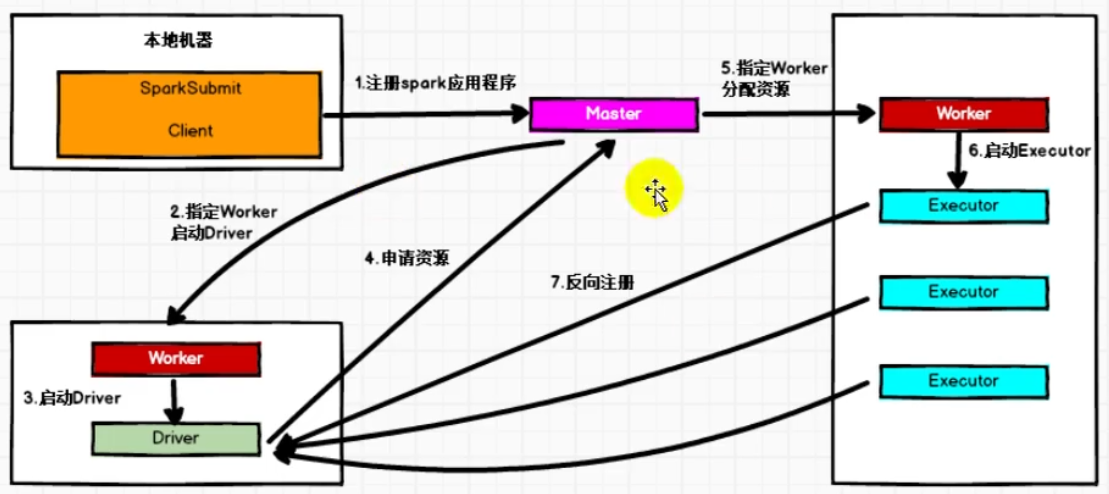 本地机器
SparkSubmit
Client
1.注册spark应用程序
Master
5.指定Worker
分配资源
Worker
6.启动Executor
Executor
2.指定Worker
启动Driver
4.申请资源
7.反向注册
Executor
Worker
3.启动Driver
Driver
Executor